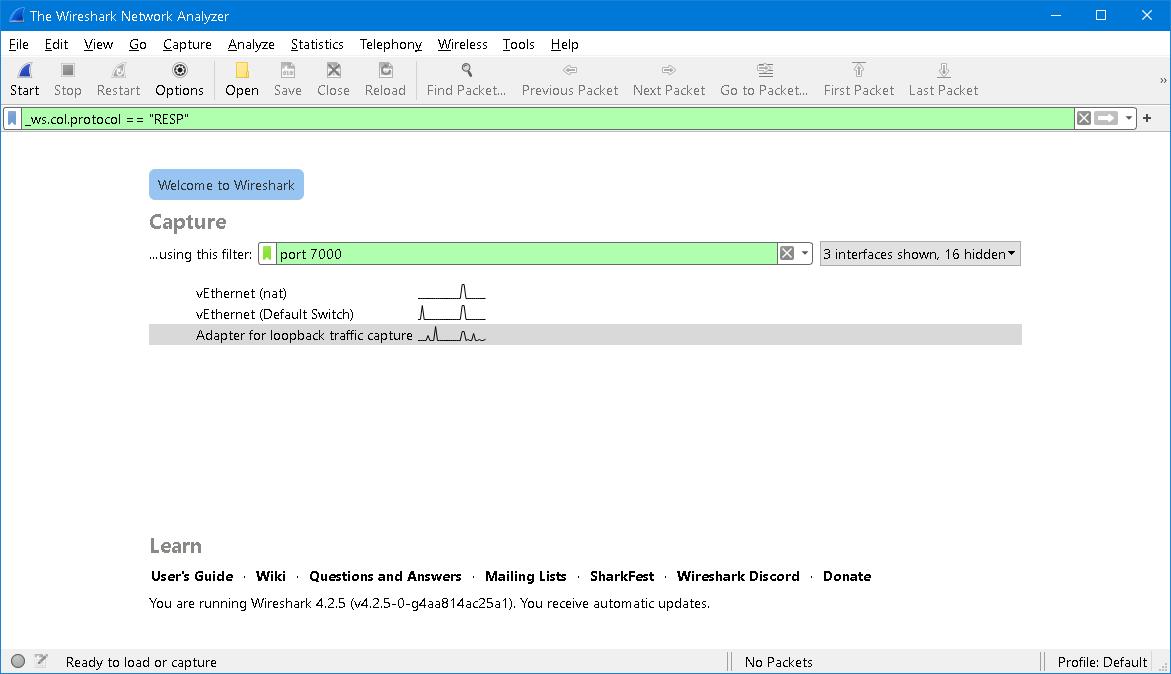 The Wireshark Network Analyzer
File Edit View Go Capture Analyze Statistics Telephony Wireless Tools Help
Start Stop Restart Options Open Save Close Reload Find Packet... Previous Packet Next Packet Go to Packet... First Packet Last Packet »
_ws.col.protocol == "RESP" +
Welcome to Wireshark
Capture
...using this filter: port 7000 3 interfaces shown, 16 hidden
vEthernet (nat)
vEthernet (Default Switch)
Adapter for loopback traffic capture
Learn
User's Guide · Wiki · Questions and Answers · Mailing Lists · SharkFest · Wireshark Discord · Donate
You are running Wireshark 4.2.5 (v4.2.5-0-g4aa814ac25a1). You receive automatic updates.
Ready to load or capture No Packets Profile: Default